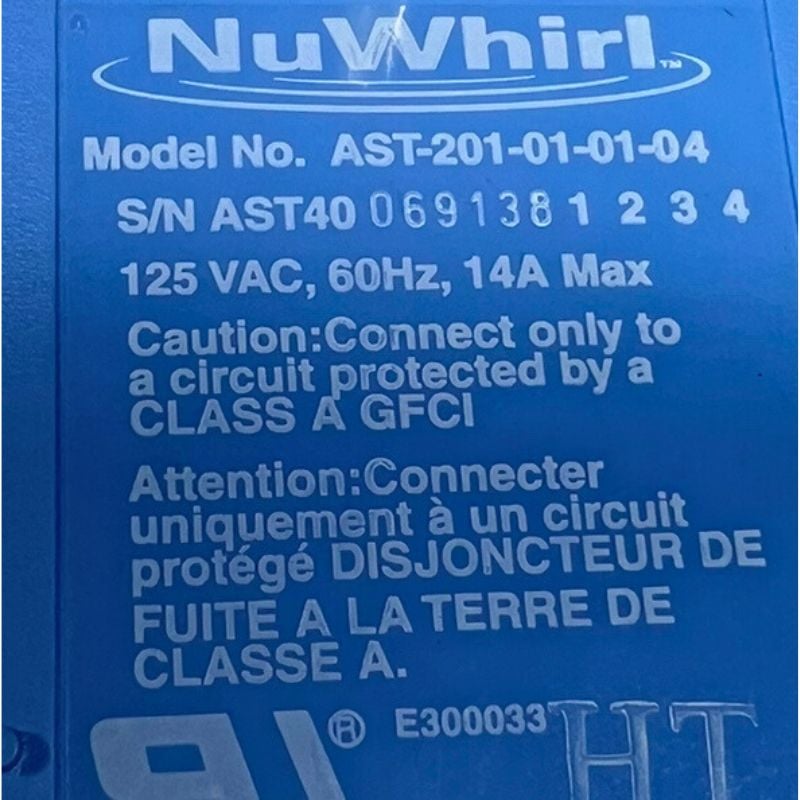 NuWhirl™
Model No. AST-201-01-01-04
S/N AST40 069138 1 2 3 4
125 VAC, 60Hz, 14A Max
Caution:Connect only to
a circuit protected by a
CLASS A GFCI
Attention:Connecter
uniquement à un circuit
protégé DISJONCTEUR DE
FUITE A LA TERRE DE
CLASSE A.
® E300033 HT